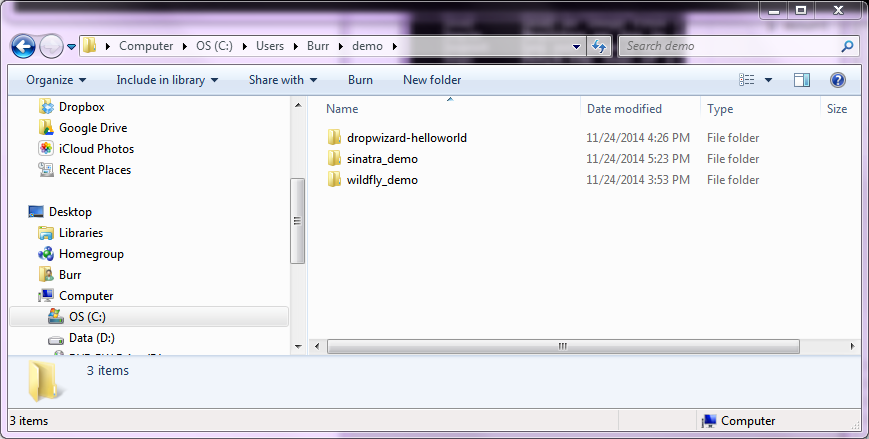 Computer OS (C:) Users Burr demo Search demo
Organize Include in library Share with Burn New folder
Dropbox
Google Drive
iCloud Photos
Recent Places
Desktop
Libraries
Homegroup
Burr
Computer
OS (C:)
Data (D:)
Name Date modified Type Size
dropwizard-helloworld 11/24/2014 4:26 PM File folder
sinatra_demo 11/24/2014 5:23 PM File folder
wildfly_demo 11/24/2014 3:53 PM File folder
3 items
3 items Computer